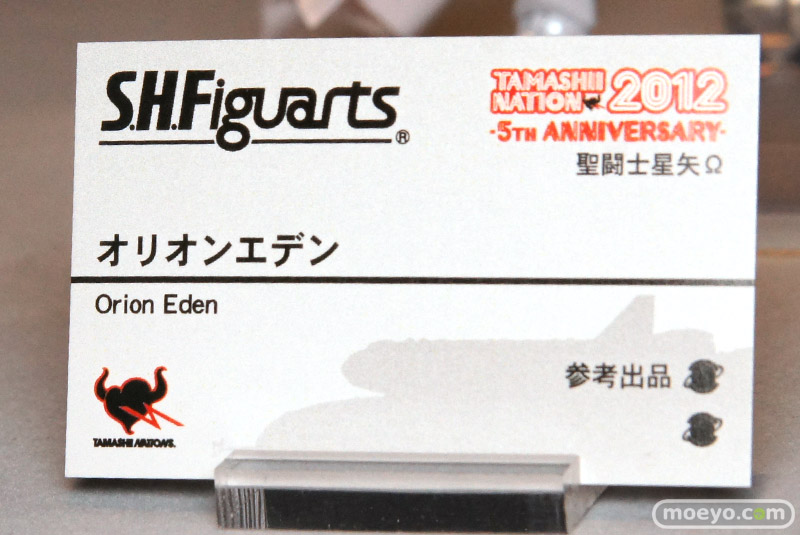 S.H.Figuarts®
TAMASHII
NATION 2012
-5TH ANNIVERSARY-
聖闘士星矢Ω
オリオンエデン
Orion Eden
参考出品
TAMASHII NATIONS.
moeyo.com